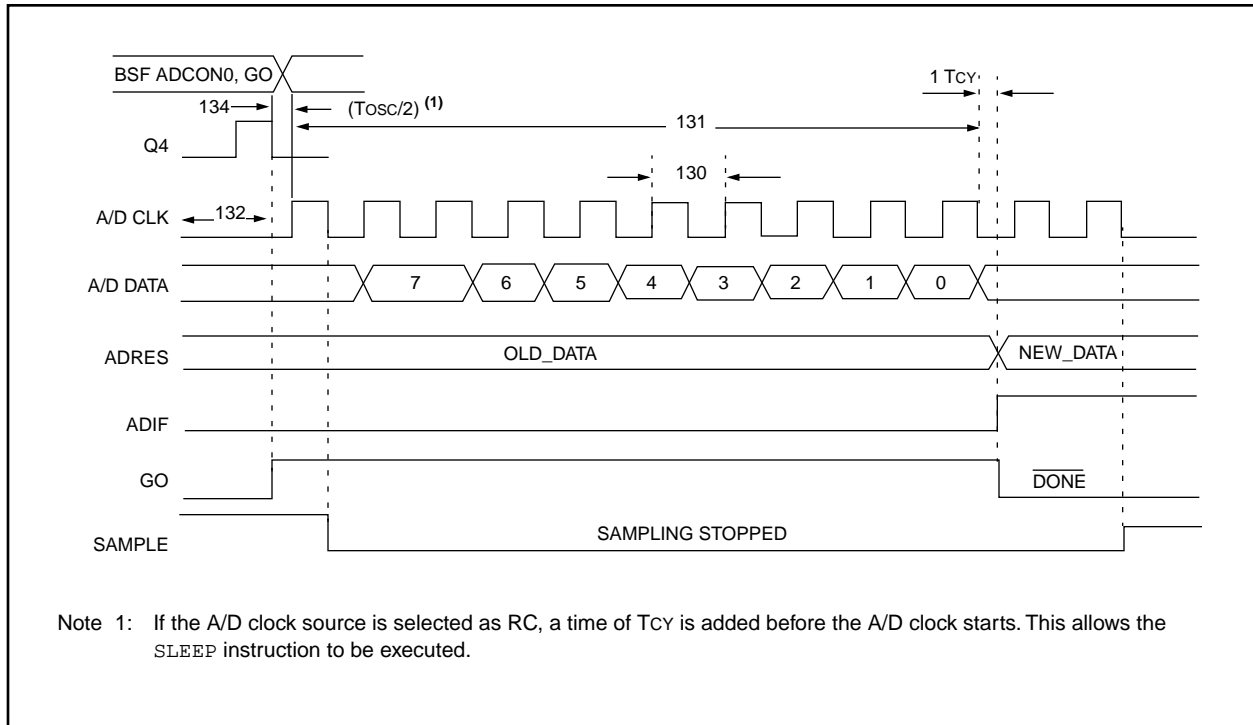 BSF ADCON0, GO
1 TCY
134
(TOSC/2) (1)
131
Q4
130
A/D CLK
132
A/D DATA
7
6
5
4
3
2
1
0
ADRES
OLD_DATA
NEW_DATA
ADIF
GO
DONE
SAMPLE
SAMPLING STOPPED
Note 1: If the A/D clock source is selected as RC, a time of TCY is added before the A/D clock starts. This allows the
SLEEP instruction to be executed.